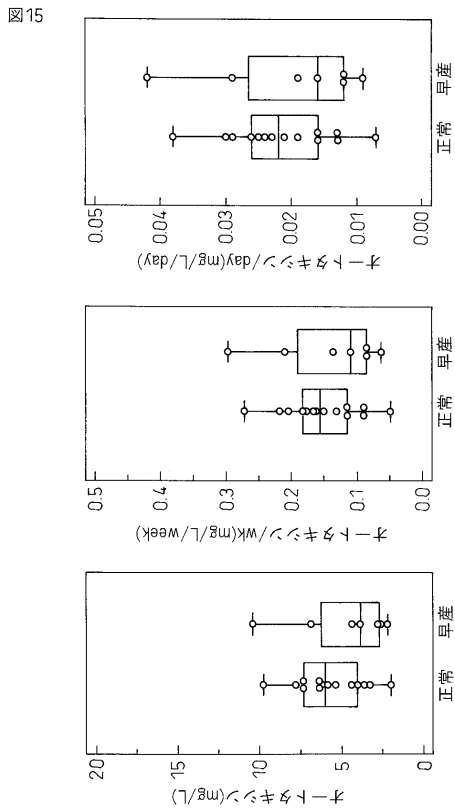 図15
オートタキシン/day(mg/L/day)
0.05
0.04
0.03
0.02
0.01
0.00
正常
早産
オートタキシン/wk(mg/L/week)
0.5
0.3
0.2
0.1
0.0
正常
早産
オートタキシン(mg/L)
20
15
10
5
0
正常
早産